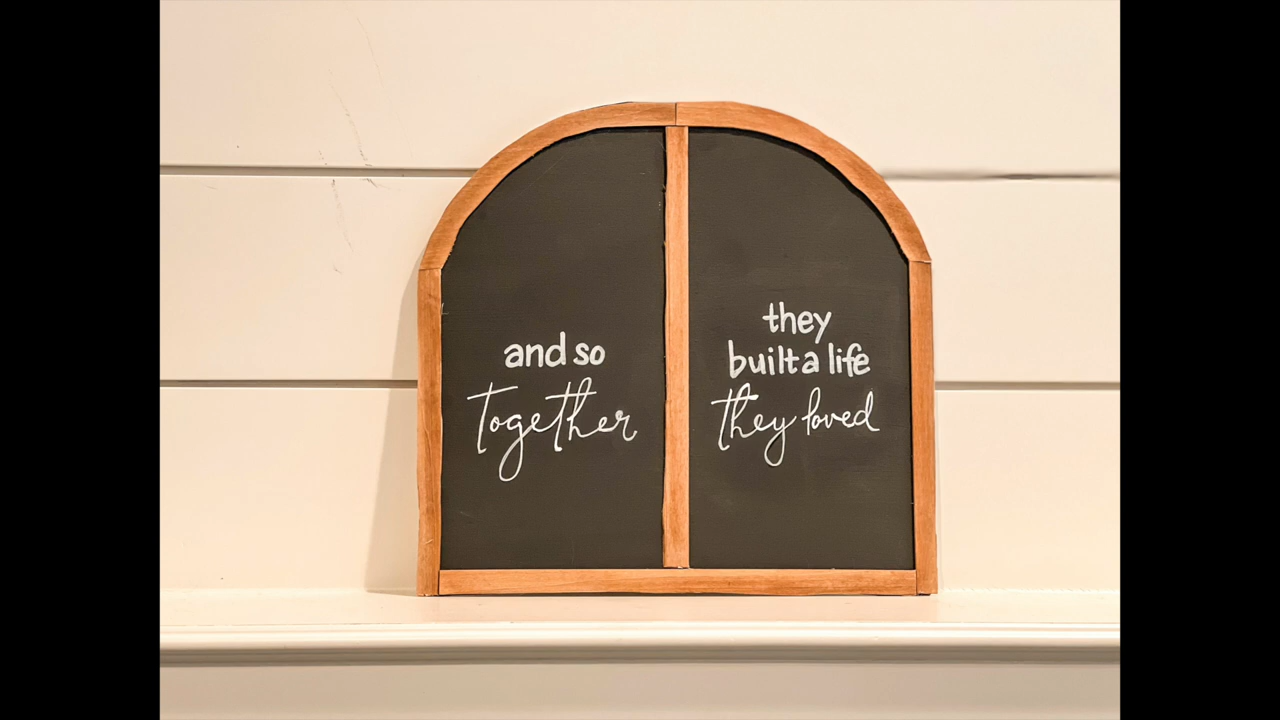 and so
together
they
built a life
they loved